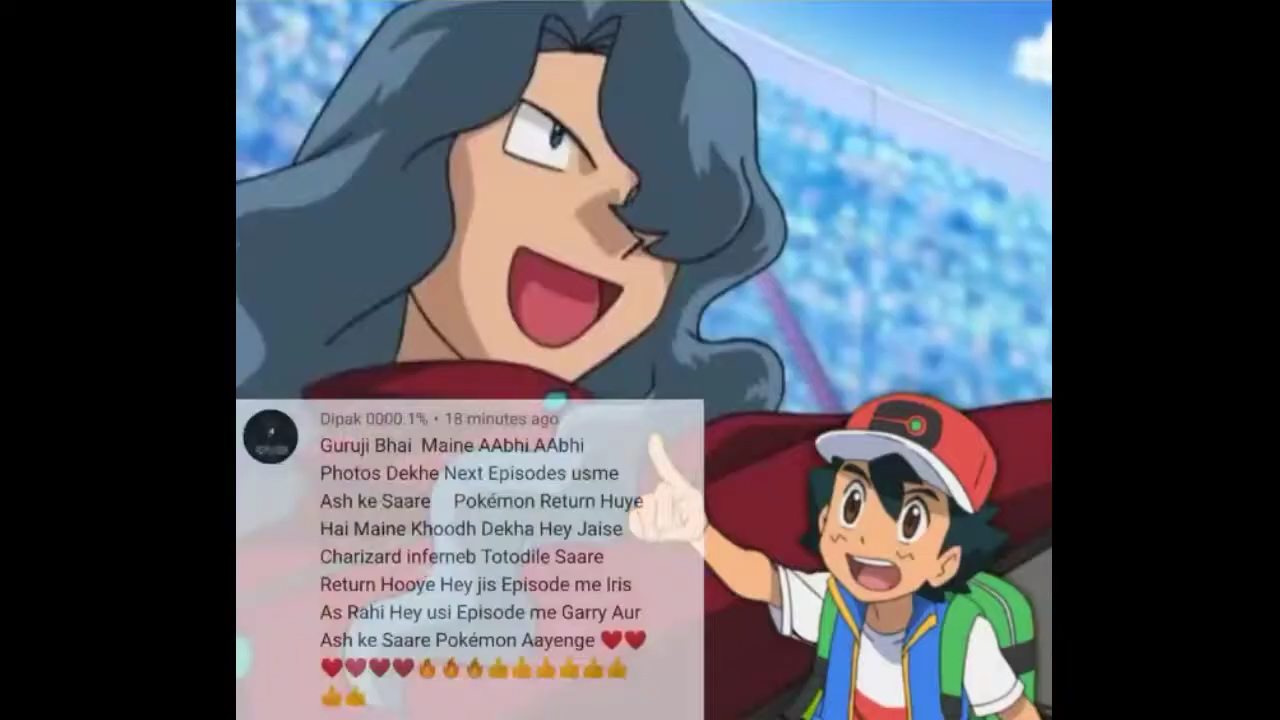 Dipak 0000.1% • 18 minutes ago
Guruji Bhai Maine AAbhi AAbhi
Photos Dekhe Next Episodes usme
Ash ke Saare Pokémon Return Huye
Hai Maine Khoodh Dekha Hey Jaise
Charizard inferneb Totodile Saare
Return Hooye Hey jis Episode me Iris
As Rahi Hey usi Episode me Garry Aur
Ash ke Saare Pokémon Aayenge ❤️❤️
❤️❤️❤️❤️🔥🔥🔥👍👍👍👍👍👍
👍👍